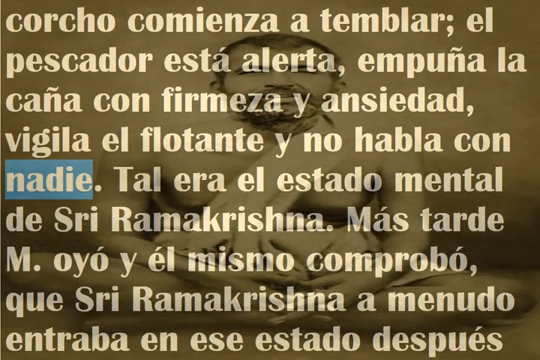 corcho comienza a temblar; el
pescador está alerta, empuña la
caña con firmeza y ansiedad,
vigila el flotante y no habla con
nadie. Tal era el estado mental
de Sri Ramakrishna. Más tarde
M. oyó y él mismo comprobó,
que Sri Ramakrishna a menudo
entraba en ese estado después